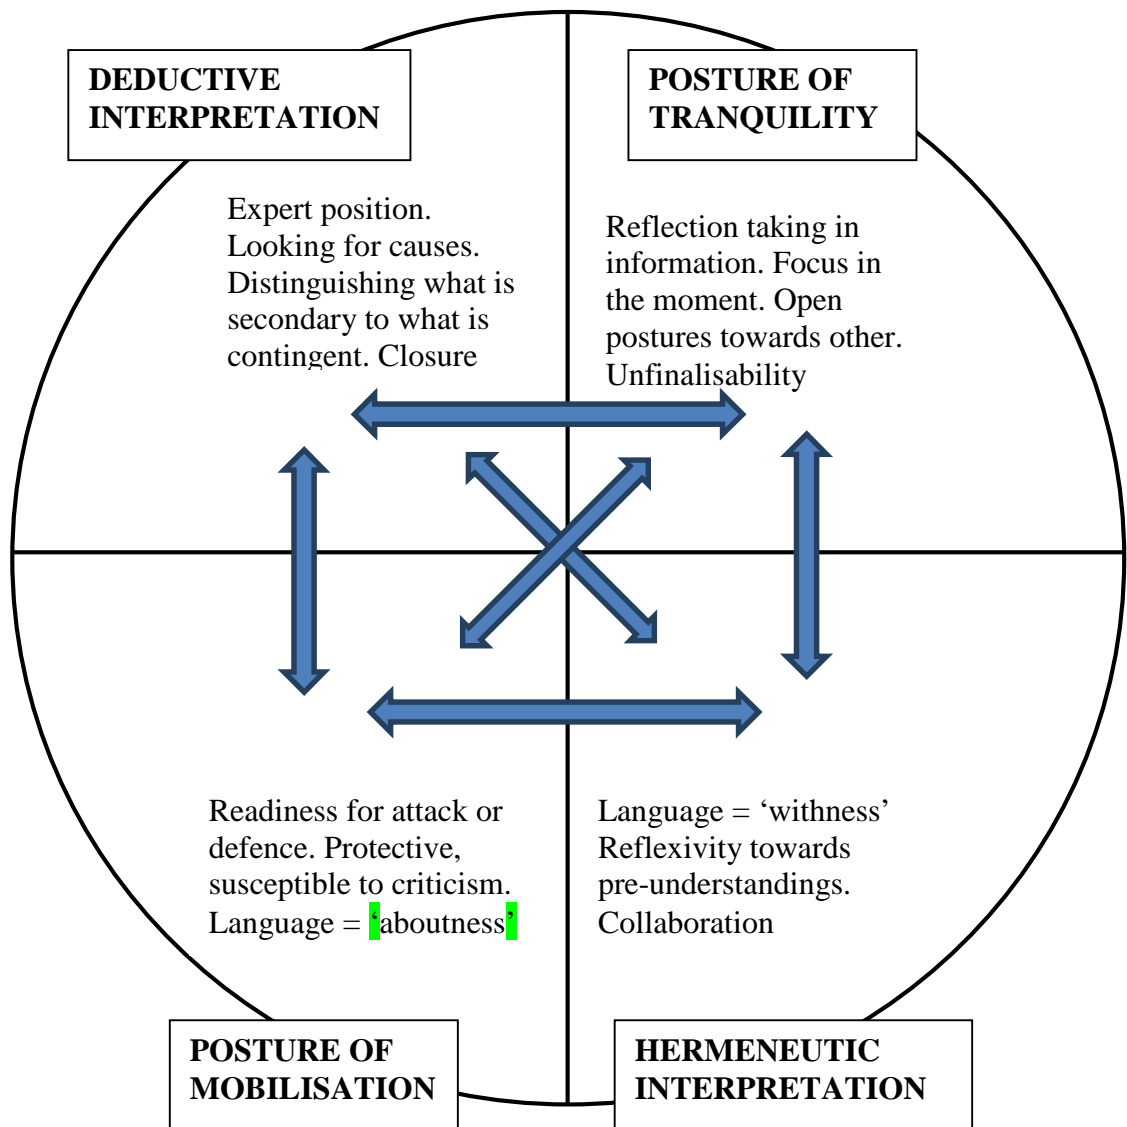 DEDUCTIVE
INTERPRETATION
POSTURE OF
TRANQUILITY
Expert position.
Looking for causes.
Distinguishing what is
secondary to what is
contingent. Closure
Reflection taking in
information. Focus in
the moment. Open
postures towards other.
Unfinalisability
Readiness for attack or
defence. Protective,
susceptible to criticism.
Language = ‘aboutness’
Language = ‘withness’
Reflexivity towards
pre-understandings.
Collaboration
POSTURE OF
MOBILISATION
HERMENEUTIC
INTERPRETATION